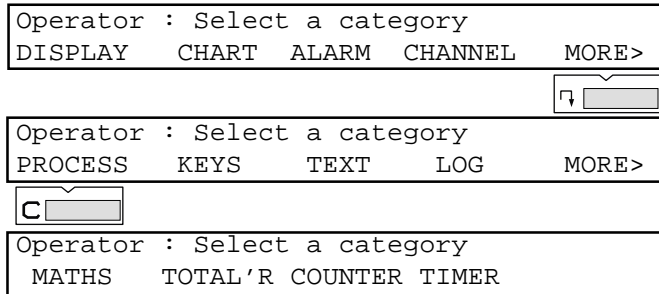 Operator : Select a category
DISPLAY CHART ALARM CHANNEL MORE>
Operator : Select a category
PROCESS KEYS TEXT LOG MORE>
C
Operator : Select a category
MATHS TOTAL'R COUNTER TIMER